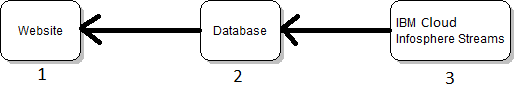 Website
Database
IBM Cloud
Infosphere Streams
1
2
3